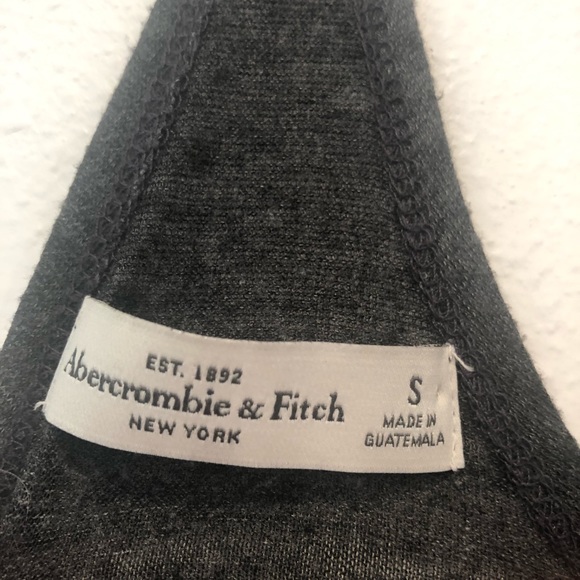 EST. 1892
Abercrombie & Fitch
NEW YORK
S
MADE IN
GUATEMALA